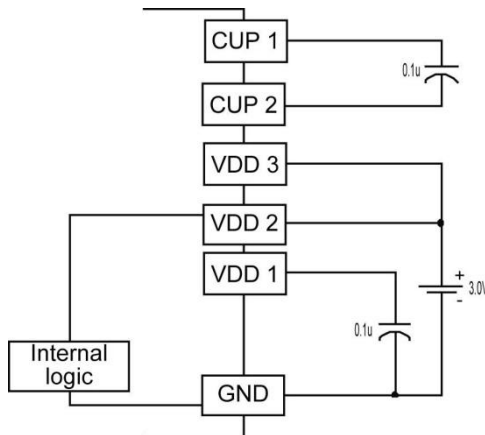 CUP 1
0.1u
CUP 2
VDD 3
VDD 2
VDD 1
+
3.0V
-
0.1u
Internal
logic
GND